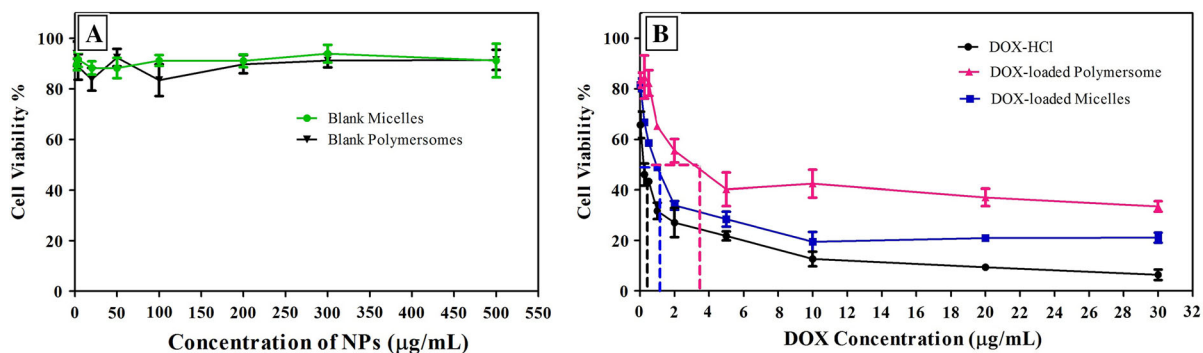 A
100
80
60
40
20
0
Cell Viability %
Blank Micelles
Blank Polymersomes
0 50 100 150 200 250 300 350 400 450 500 550
Concentration of NPs (μg/mL)
B
100
80
60
40
20
0
Cell Viability %
DOX-HCl
DOX-loaded Polymersome
DOX-loaded Micelles
0 2 4 6 8 10 12 14 16 18 20 22 24 26 28 30 32
DOX Concentration (μg/mL)